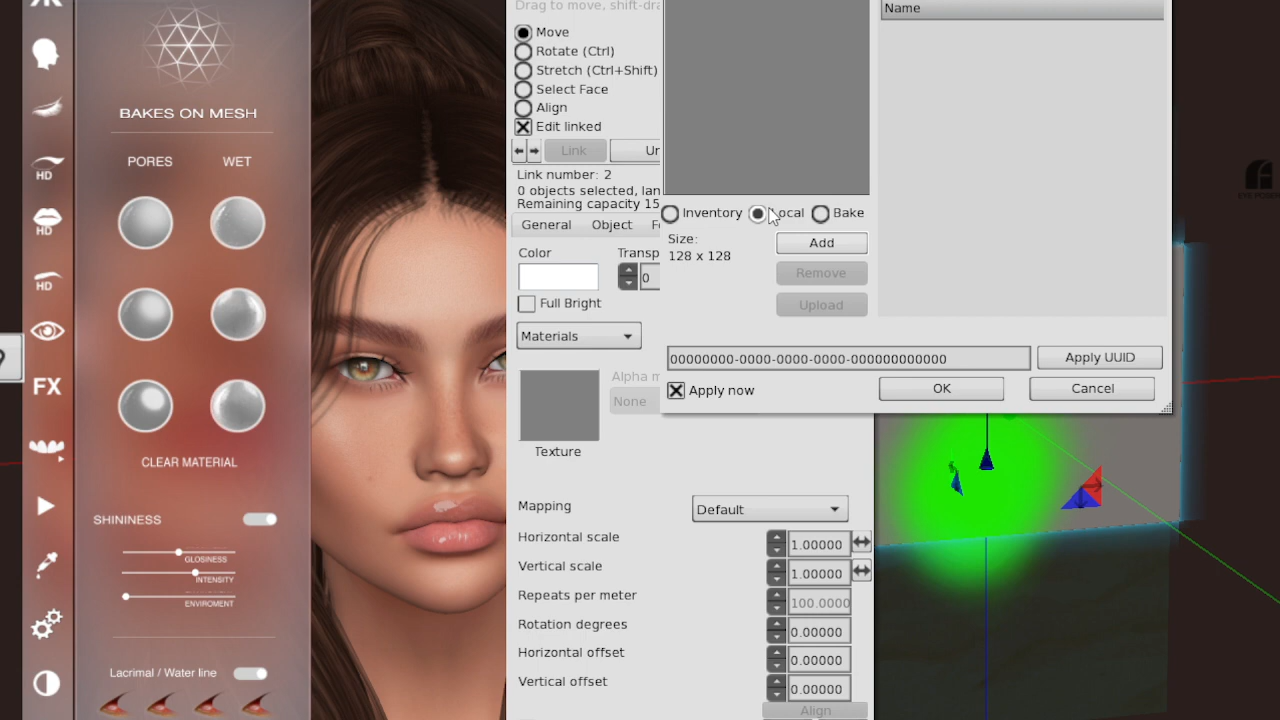 BAKES ON MESH
PORES
WET
HD
HD
HD
FX
CLEAR MATERIAL
SHININESS
GLOSINESS
INTENSITY
ENVIROMENT
Lacrimal / Water line
Drag to move, shift-dra
Move
Rotate (Ctrl)
Stretch (Ctrl+Shift)
Select Face
Align
Edit linked
Link
Ur
Link number: 2
0 objects selected, lan
Remaining capacity 15
General
Object
Color
Transp
0
Full Bright
Materials
Alpha m
None
Texture
Mapping
Default
Horizontal scale
1.00000
Vertical scale
1.00000
Repeats per meter
100.0000
Rotation degrees
0.00000
Horizontal offset
0.00000
Vertical offset
0.00000
Align
Name
Inventory
Local
Bake
Size:
128 x 128
Add
Remove
Upload
00000000-0000-0000-0000-000000000000
Apply UUID
Apply now
OK
Cancel